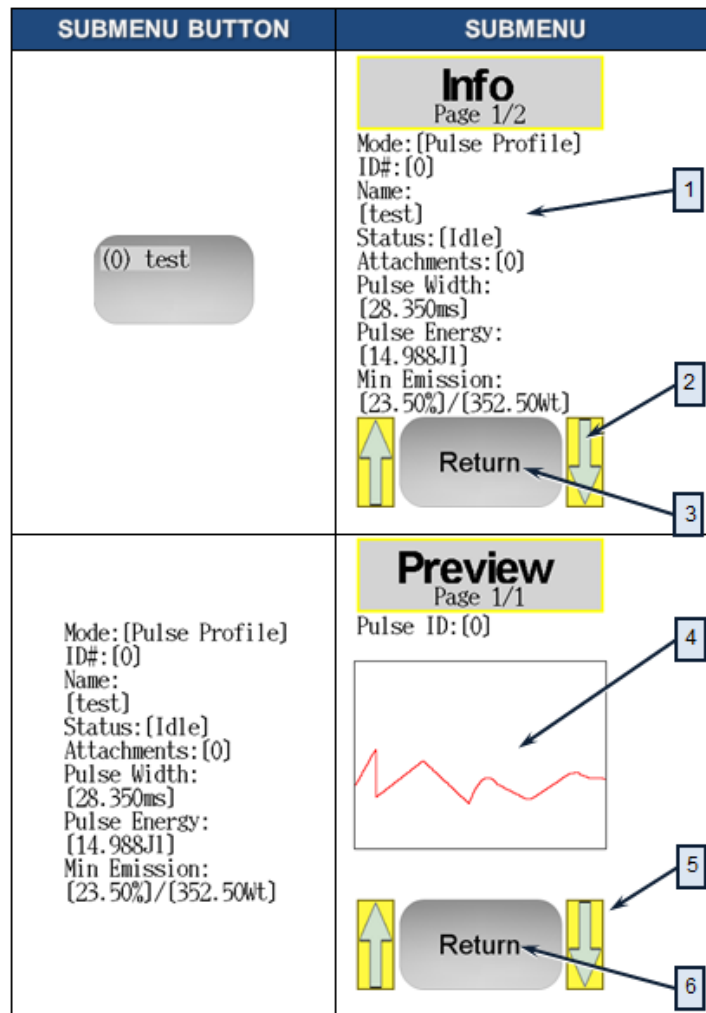 SUBMENU BUTTON
SUBMENU
(0) test
Info
Page 1/2
Mode:[Pulse Profile]
ID#:[0]
Name:
[test]
Status:[Idle]
Attachments:[0]
Pulse Width:
[28.350ms]
Pulse Energy:
[14.988Jl]
Min Emission:
[23.50%]/[352.50Wt]
Return
1
2
3
Mode:[Pulse Profile]
ID#:[0]
Name:
[test]
Status:[Idle]
Attachments:[0]
Pulse Width:
[28.350ms]
Pulse Energy:
[14.988Jl]
Min Emission:
[23.50%]/[352.50Wt]
Preview
Page 1/1
Pulse ID:[0]
Return
4
5
6